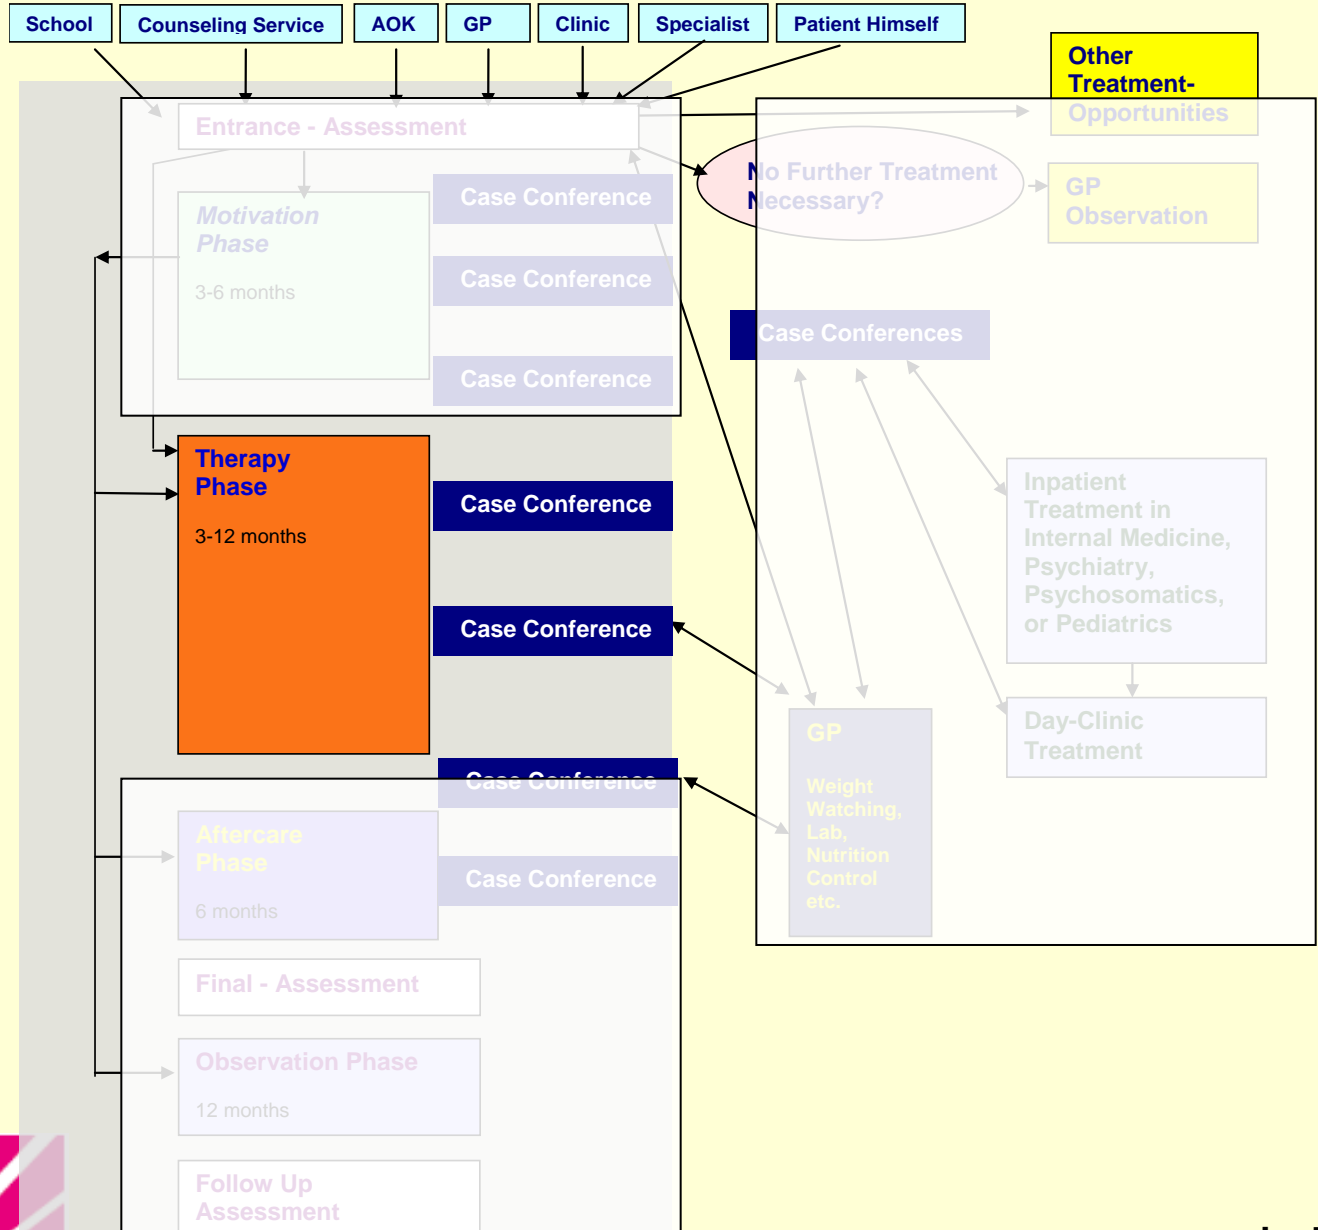 School
Counseling Service
AOK
GP
Clinic
Specialist
Patient Himself
Other
Treatment-
Opportunities
Entrance - Assessment
No Further Treatment
Necessary?
GP
Observation
Motivation
Phase
3-6 months
Case Conference
Case Conference
Case Conference
Case Conferences
Therapy
Phase
3-12 months
Case Conference
Case Conference
Case Conference
Inpatient
Treatment in
Internal Medicine,
Psychiatry,
Psychosomatics,
or Pediatrics
Day-Clinic
Treatment
GP
Weight
Watching,
Lab,
Nutrition
Control
etc.
Aftercare
Phase
6 months
Case Conference
Final - Assessment
Observation Phase
12 months
Follow Up
Assessment